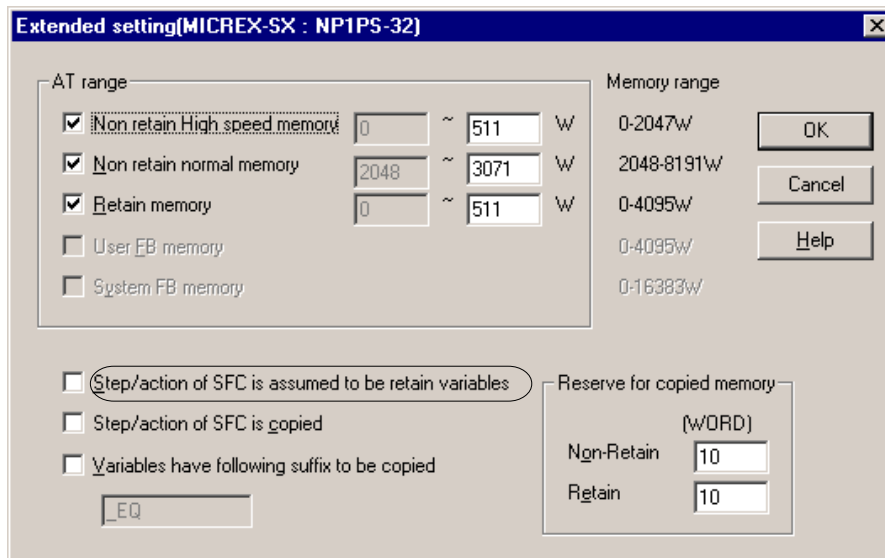 Extended setting(MICREX-SX : NP1PS-32)
AT range
Memory range
Non retain High speed memory 0 ~ 511 W 0-2047W
OK
Non retain normal memory 2048 ~ 3071 W 2048-8191W
Cancel
Retain memory 0 ~ 511 W 0-4095W
User FB memory 0-4095W
Help
System FB memory 0-16383W
Step/action of SFC is assumed to be retain variables
Reserve for copied memory
Step/action of SFC is copied
(WORD)
Variables have following suffix to be copied
Non-Retain 10
_EQ
Retain 10